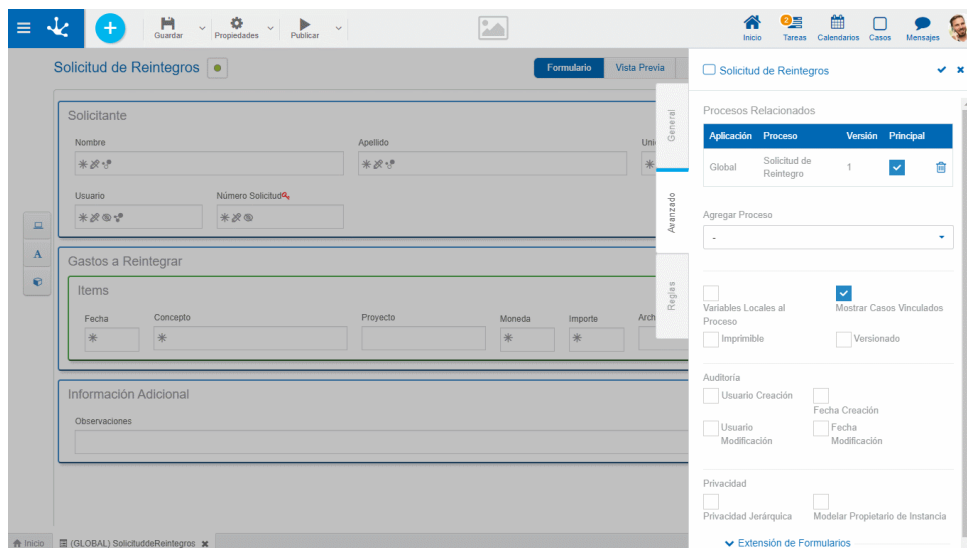 Guardar
Propiedades
Publicar
Inicio
2
Tareas
Calendarios
Casos
Mensajes
Solicitud de Reintegros
Formulario
Vista Previa
Solicitante
Nombre
Apellido
Usuario
Número Solicitud
Gastos a Reintegrar
Items
Fecha
Concepto
Proyecto
Moneda
Importe
Información Adicional
Observaciones
General
Avanzado
Reglas
Solicitud de Reintegros
Procesos Relacionados
Aplicación Proceso Versión Principal
Global Solicitud de 1
Reintegro
Agregar Proceso
-
Variables Locales al
Proceso
Mostrar Casos Vinculados
Imprimible
Versionado
Auditoría
Usuario Creación
Fecha Creación
Usuario
Modificación
Fecha
Modificación
Privacidad
Privacidad Jerárquica
Modelar Propietario de Instancia
Extensión de Formularios
Inicio
(GLOBAL) SolicituddeReintegros
A